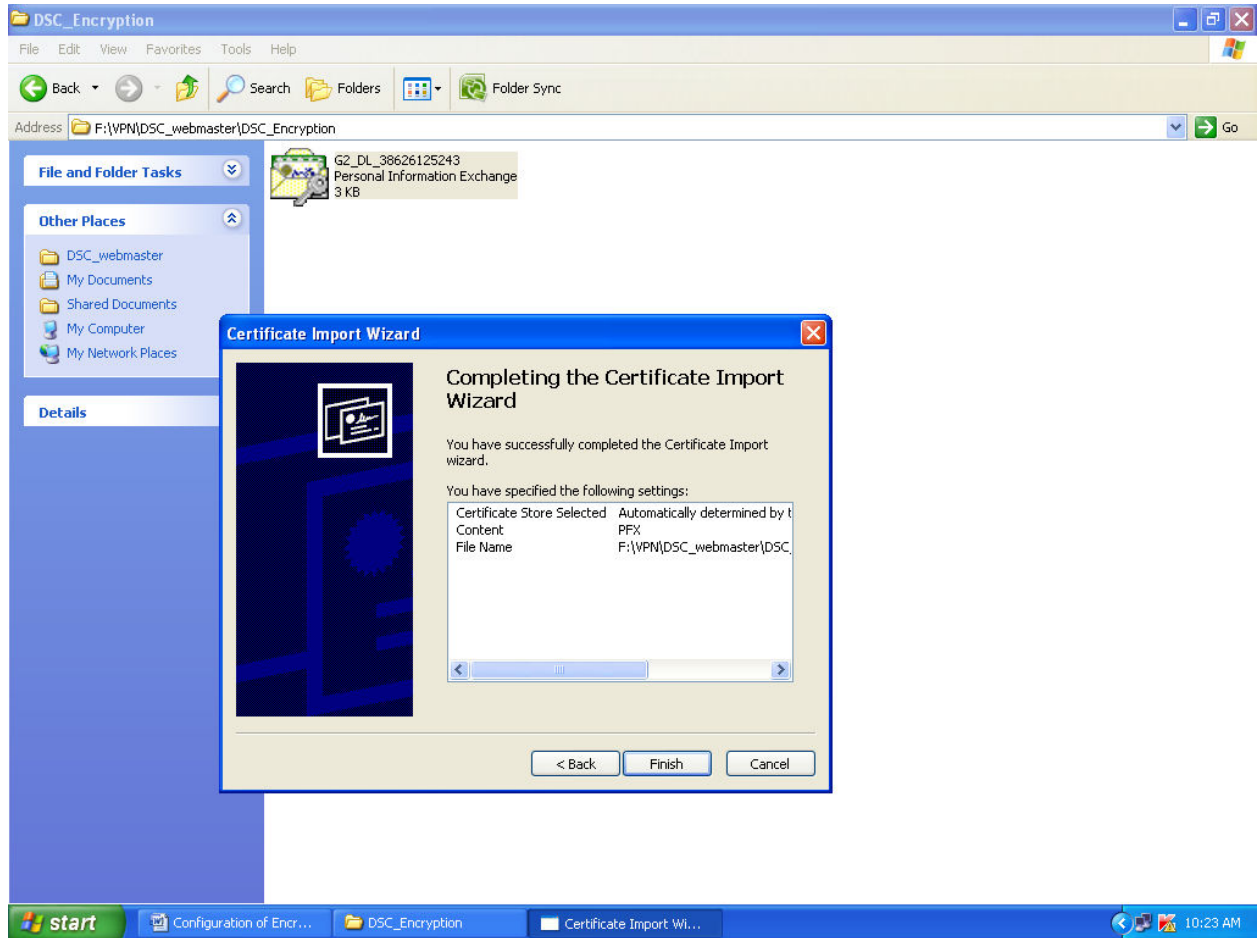 DSC_Encryption
File Edit View Favorites Tools Help
Back Search Folders Folder Sync
Address F:\VPN\DSC_webmaster\DSC_Encryption Go
File and Folder Tasks
Other Places
DSC_webmaster
My Documents
Shared Documents
My Computer
My Network Places
Details
G2_DL_38626125243
Personal Information Exchange
3 KB
Certificate Import Wizard
Completing the Certificate Import
Wizard
You have successfully completed the Certificate Import
wizard.
You have specified the following settings:
Certificate Store Selected Automatically determined by t
Content PFX
File Name F:\VPN\DSC_webmaster\DSC_
< Back Finish Cancel
start Configuration of Encr... DSC_Encryption Certificate Import Wi... 10:23 AM